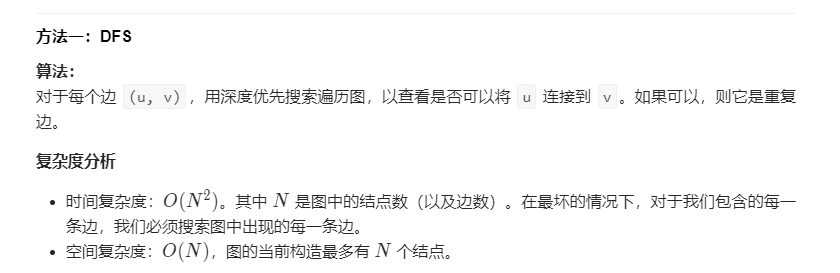 方法一：DFS
算法：
对于每个边 (u, v)，用深度优先搜索遍历图，以查看是否可以将 u 连接到 v。如果可以，则它是重复
边。
复杂度分析
• 时间复杂度：O(N²)。其中 N 是图中的结点数（以及边数）。在最坏的情况下，对于我们包含的每一
条边，我们必须搜索图中出现的每一条边。
• 空间复杂度：O(N)，图的当前构造最多有 N 个结点。